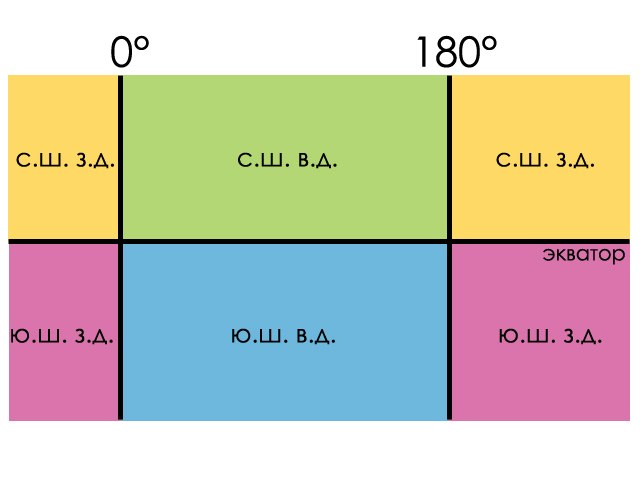 0° 180°
С.Ш. З.Д. С.Ш. В.Д. С.Ш. З.Д.
экватор
Ю.Ш. З.Д. Ю.Ш. В.Д. Ю.Ш. З.Д.